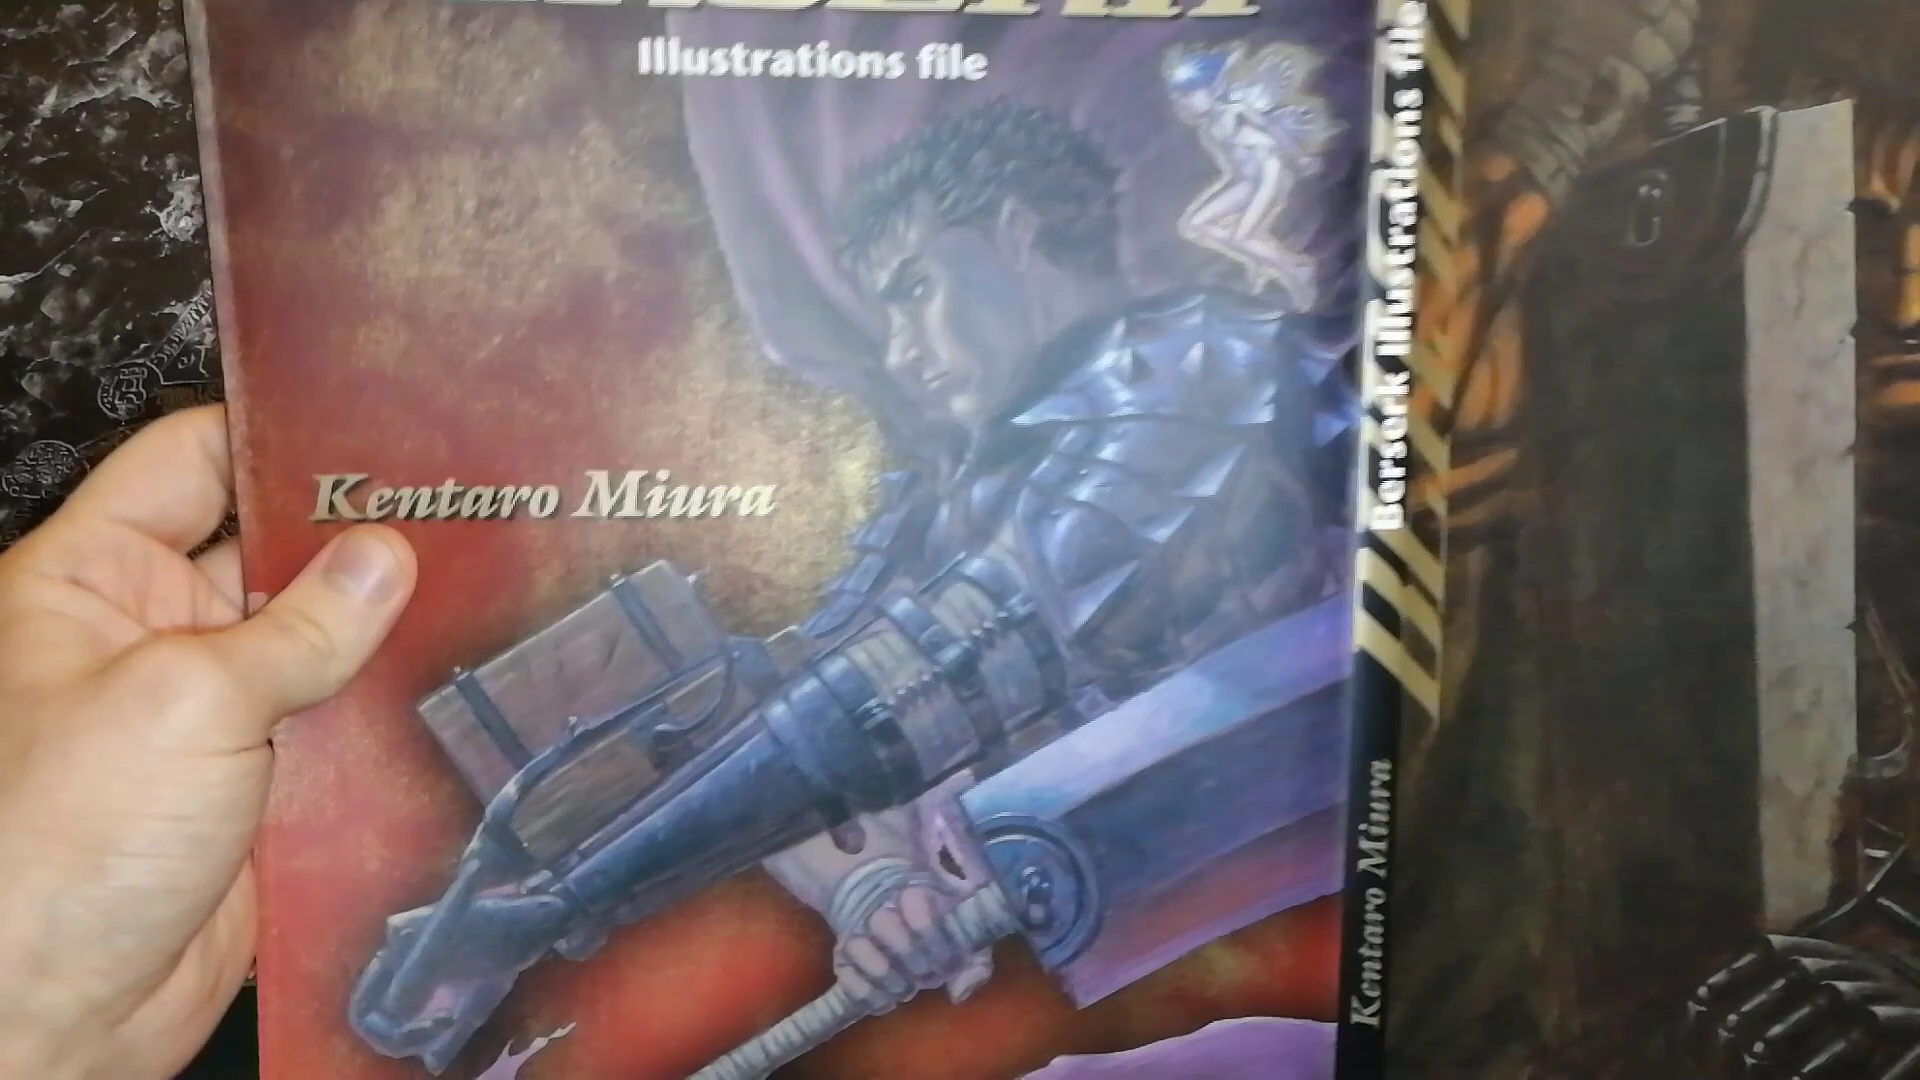 Illustrations file
Kentaro Miura
Berserk Illustrations file
Kentaro Miura